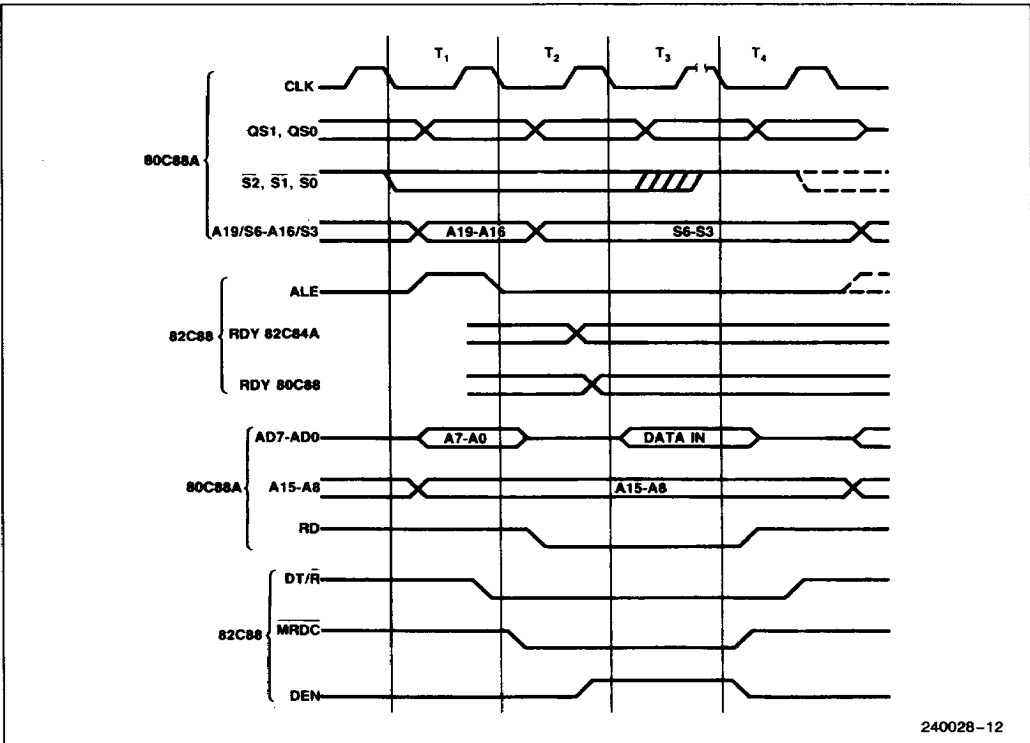 T1 T2 T3 T4
CLK
QS1, QS0
80C88A
S2, S1, S0
A19/S6-A16/S3 A19-A16 S6-S3
ALE
82C88 RDY 82C84A
RDY 80C88
AD7-AD0 A7-A0 DATA IN
80C88A A15-A8 A15-A8
RD
DT/R̅
82C88 M̅R̅D̅C̅
DEN
240028-12